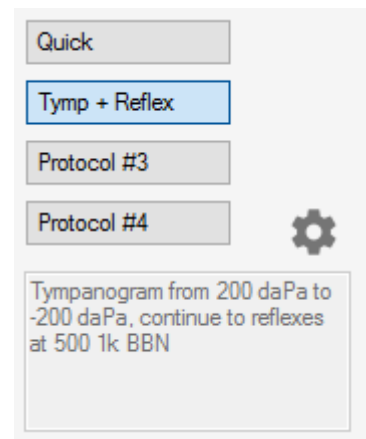 Quick
Tymp + Reflex
Protocol #3
Protocol #4
Tympanogram from 200 daPa to
-200 daPa, continue to reflexes
at 500 1k BBN